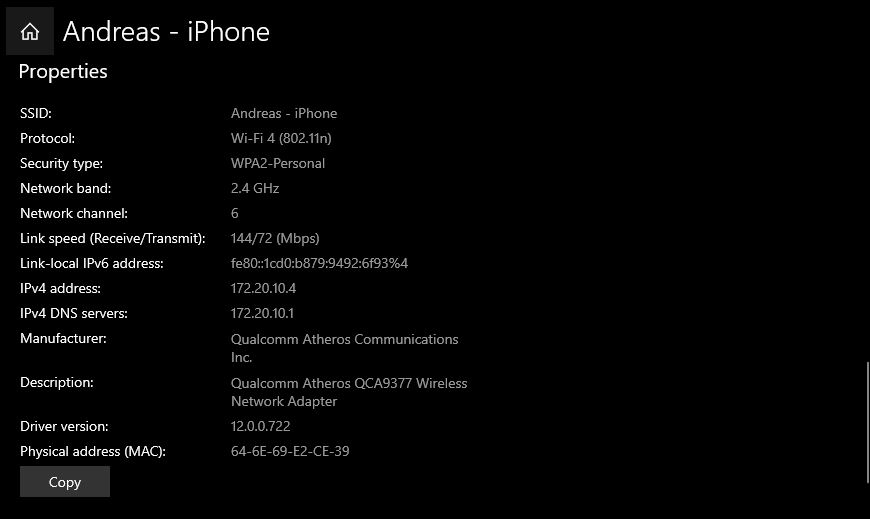 Andreas - iPhone
Properties
SSID: Andreas - iPhone
Protocol: Wi-Fi 4 (802.11n)
Security type: WPA2-Personal
Network band: 2.4 GHz
Network channel: 6
Link speed (Receive/Transmit): 144/72 (Mbps)
Link-local IPv6 address: fe80::1cd0:b879:9492:6f93%4
IPv4 address: 172.20.10.4
IPv4 DNS servers: 172.20.10.1
Manufacturer: Qualcomm Atheros Communications
Inc.
Description: Qualcomm Atheros QCA9377 Wireless
Network Adapter
Driver version: 12.0.0.722
Physical address (MAC): 64-6E-69-E2-CE-39
Copy